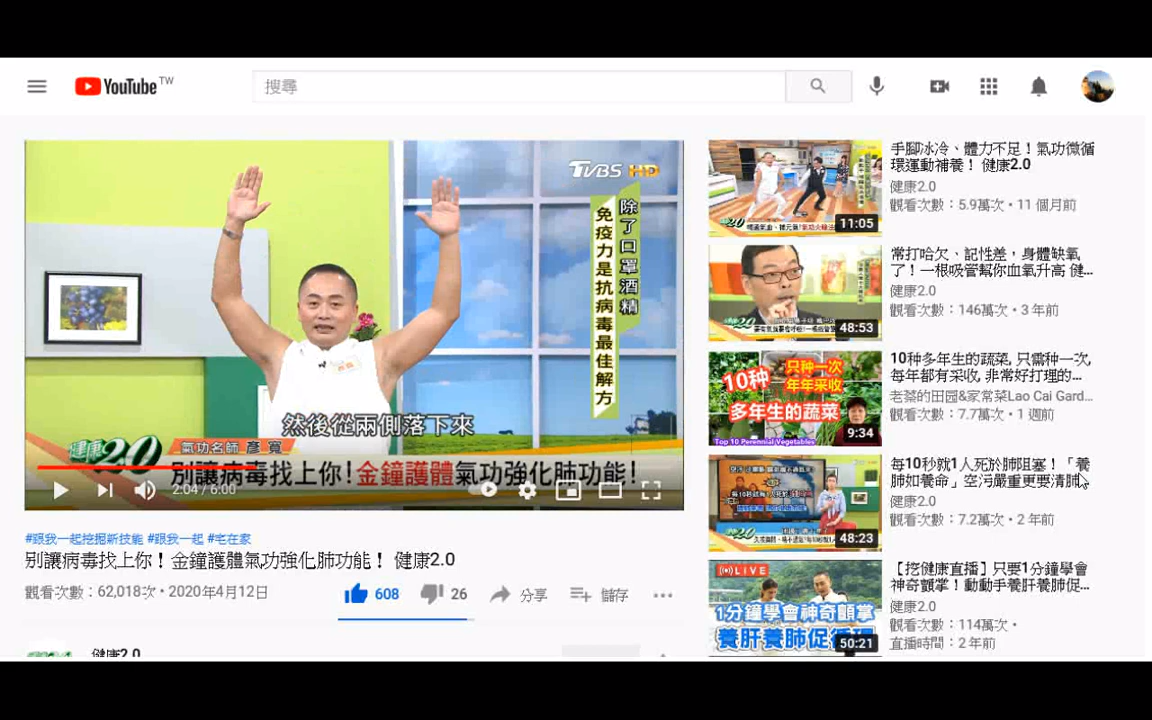 YouTube TW
搜尋
TVBS HD
除了口罩酒精
免疫力是抗病毒最佳解方
然後從兩側落下來
健康2.0
氣功名師 彥寬
別讓病毒找上你!金鐘護體氣功強化肺功能!
2:04 / 6:00
#跟我一起挖掘新技能 #跟我一起 #宅在家
別讓病毒找上你!金鐘護體氣功強化肺功能! 健康2.0
觀看次數:62,018次 • 2020年4月12日
608
26
分享
儲存
健康2.0
11:05
手腳冰冷、體力不足!氣功微循
環運動補養! 健康2.0
健康2.0
觀看次數:5.9萬次 • 11 個月前
48:53
常打哈欠、記性差,身體缺氧
了!一根吸管幫你血氧升高 健...
健康2.0
觀看次數:146萬次 • 3 年前
10种
只种一次
年年采收
多年生的蔬菜
Top 10 Perennial Vegetables
9:34
10种多年生的蔬菜, 只需种一次,
每年都有采收, 非常好打理的...
老菜的田园&家常菜Lao Cai Gard...
觀看次數:7.7萬次 • 1 週前
48:23
每10秒就1人死於肺阻塞!「養
肺如養命」空污嚴重更要清肺
健康2.0
觀看次數:7.2萬次 • 2 年前
LIVE
1分鐘學會神奇顫掌
養肝養肺促循環
50:21
【挖健康直播】只要1分鐘學會
神奇顫掌!動動手養肝養肺促...
健康2.0
觀看次數:114萬次 •
直播時間:2 年前